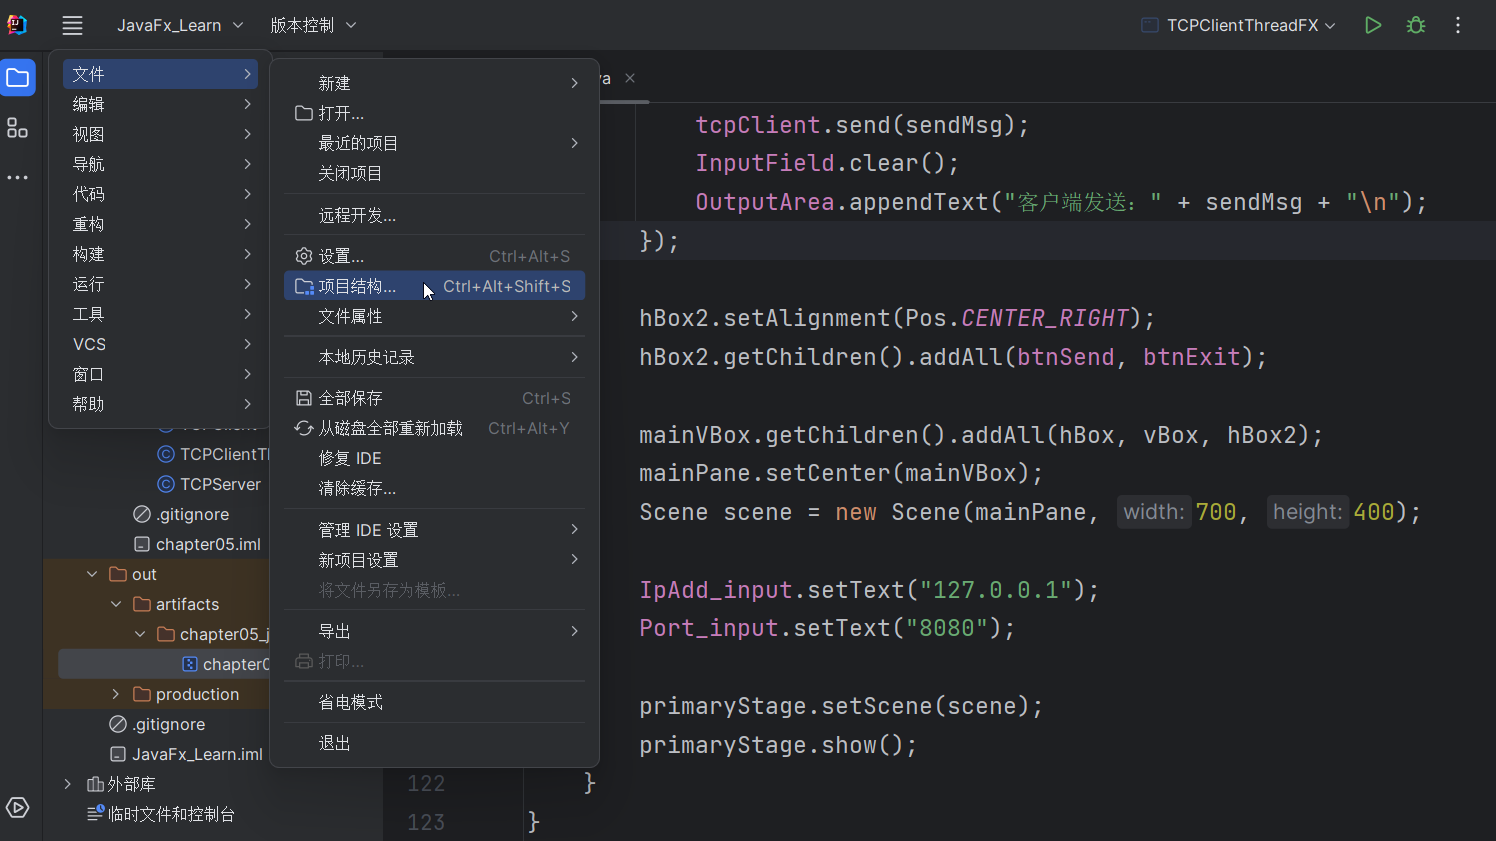 JavaFx_Learn
版本控制
TCPClientThreadFX
文件
编辑
视图
导航
代码
重构
构建
运行
工具
VCS
窗口
帮助
新建
打开...
最近的项目
关闭项目
远程开发...
设置... Ctrl+Alt+S
项目结构... Ctrl+Alt+Shift+S
文件属性
本地历史记录
全部保存 Ctrl+S
从磁盘全部重新加载 Ctrl+Alt+Y
修复 IDE
清除缓存...
管理 IDE 设置
新项目设置
将文件另存为模板...
导出
打印...
省电模式
退出
TCPClientTh
TCPServer
.gitignore
chapter05.iml
out
artifacts
chapter05_j
chapter0
production
.gitignore
JavaFx_Learn.iml
外部库
临时文件和控制台
va
tcpClient.send(sendMsg);
InputField.clear();
OutputArea.appendText("客户端发送：" + sendMsg + "\n");
});
hBox2.setAlignment(Pos.CENTER_RIGHT);
hBox2.getChildren().addAll(btnSend, btnExit);
mainVBox.getChildren().addAll(hBox, vBox, hBox2);
mainPane.setCenter(mainVBox);
Scene scene = new Scene(mainPane, width: 700, height: 400);
IpAdd_input.setText("127.0.0.1");
Port_input.setText("8080");
primaryStage.setScene(scene);
primaryStage.show();
122 }
123 }